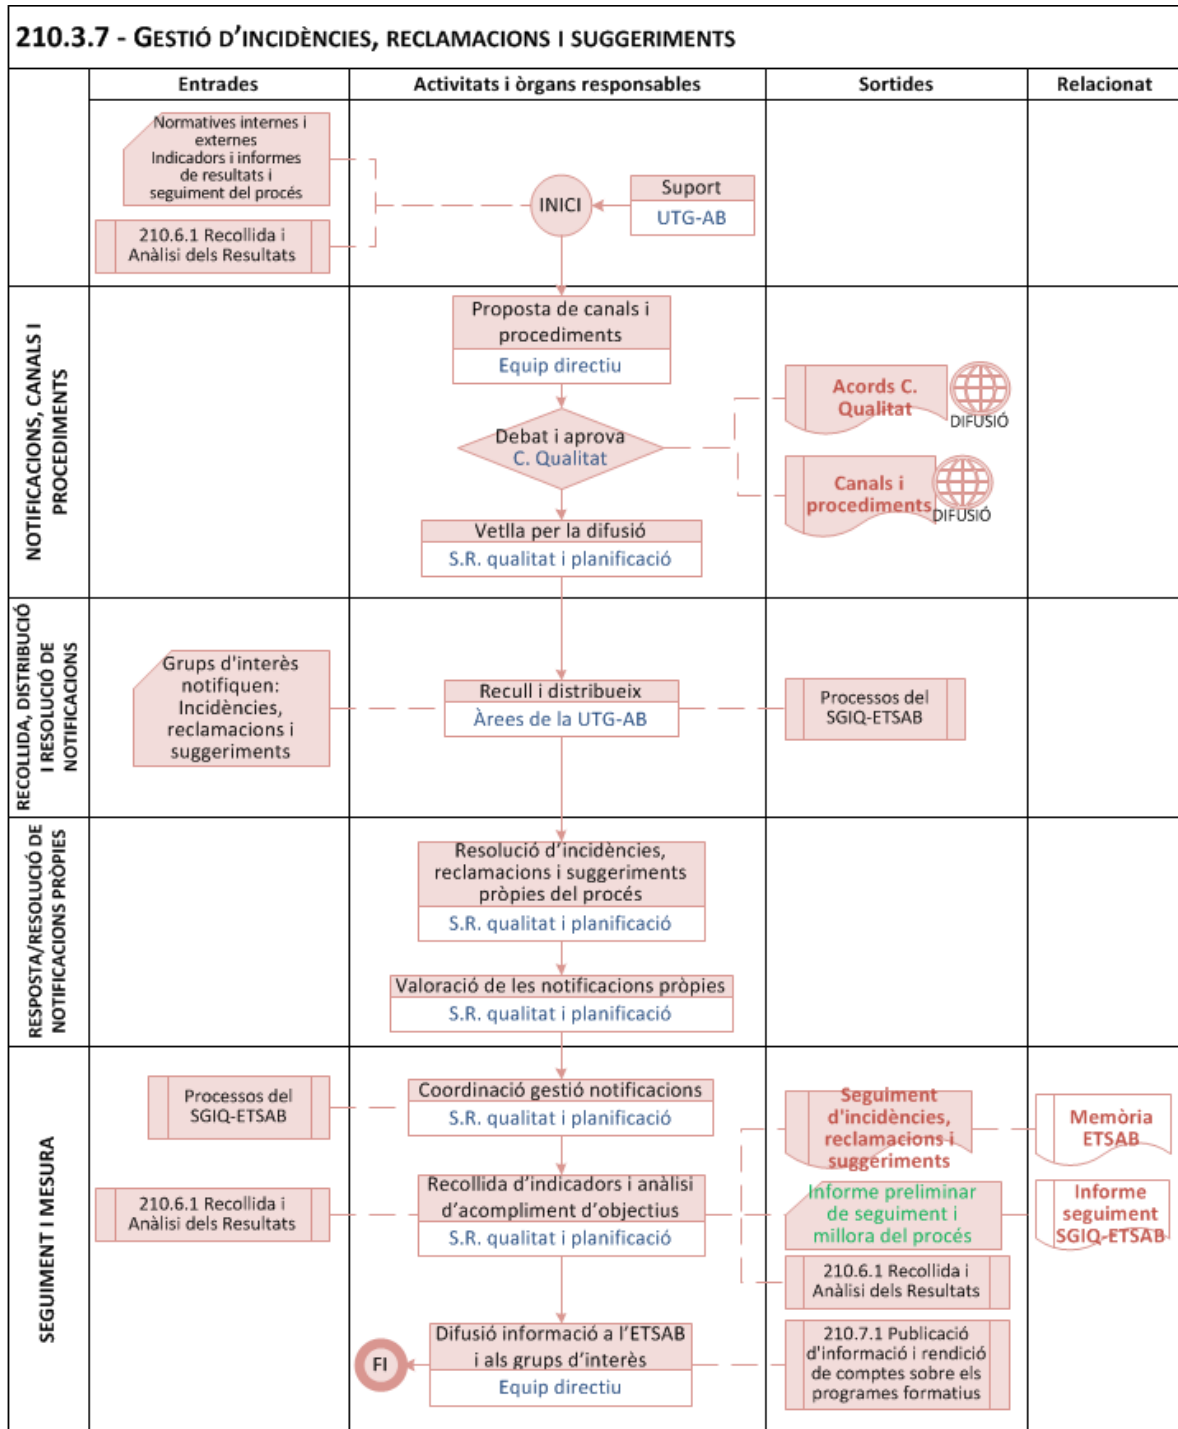 210.3.7 - GESTIÓ D'INCIDÈNCIES, RECLAMACIONS I SUGGERIMENTS
Entrades
Activitats i òrgans responsables
Sortides
Relacionat
Normatives internes i
externes
Indicadors i informes
de resultats i
seguiment del procés
210.6.1 Recollida i
Anàlisi dels Resultats
INICI
Suport
UTG-AB
NOTIFICACIONS, CANALS I
PROCEDIMENTS
Proposta de canals i
procediments
Equip directiu
Debat i aprova
C. Qualitat
Acords C.
Qualitat
DIFUSIÓ
Canals i
procediments
DIFUSIÓ
Vetlla per la difusió
S.R. qualitat i planificació
RECOLLIDA, DISTRIBUCIÓ
I RESOLUCIÓ DE
NOTIFICACIONS
Grups d'interès
notifiquen:
Incidències,
reclamacions i
suggeriments
Recull i distribueix
Àrees de la UTG-AB
Processos del
SGIQ-ETSAB
RESPOSTA/RESOLUCIÓ DE
NOTIFICACIONS PRÒPIES
Resolució d'incidències,
reclamacions i suggeriments
pròpies del procés
S.R. qualitat i planificació
Valoració de les notificacions pròpies
S.R. qualitat i planificació
SEGUIMENT I MESURA
Processos del
SGIQ-ETSAB
Coordinació gestió notificacions
S.R. qualitat i planificació
Seguiment
d'incidències,
reclamacions i
suggeriments
Memòria
ETSAB
210.6.1 Recollida i
Anàlisi dels Resultats
Recollida d'indicadors i anàlisi
d'acompliment d'objectius
S.R. qualitat i planificació
Informe preliminar
de seguiment i
millora del procés
Informe
seguiment
SGIQ-ETSAB
210.6.1 Recollida i
Anàlisi dels Resultats
FI
Difusió informació a l'ETSAB
i als grups d'interès
Equip directiu
210.7.1 Publicació
d'informació i rendició
de comptes sobre els
programes formatius